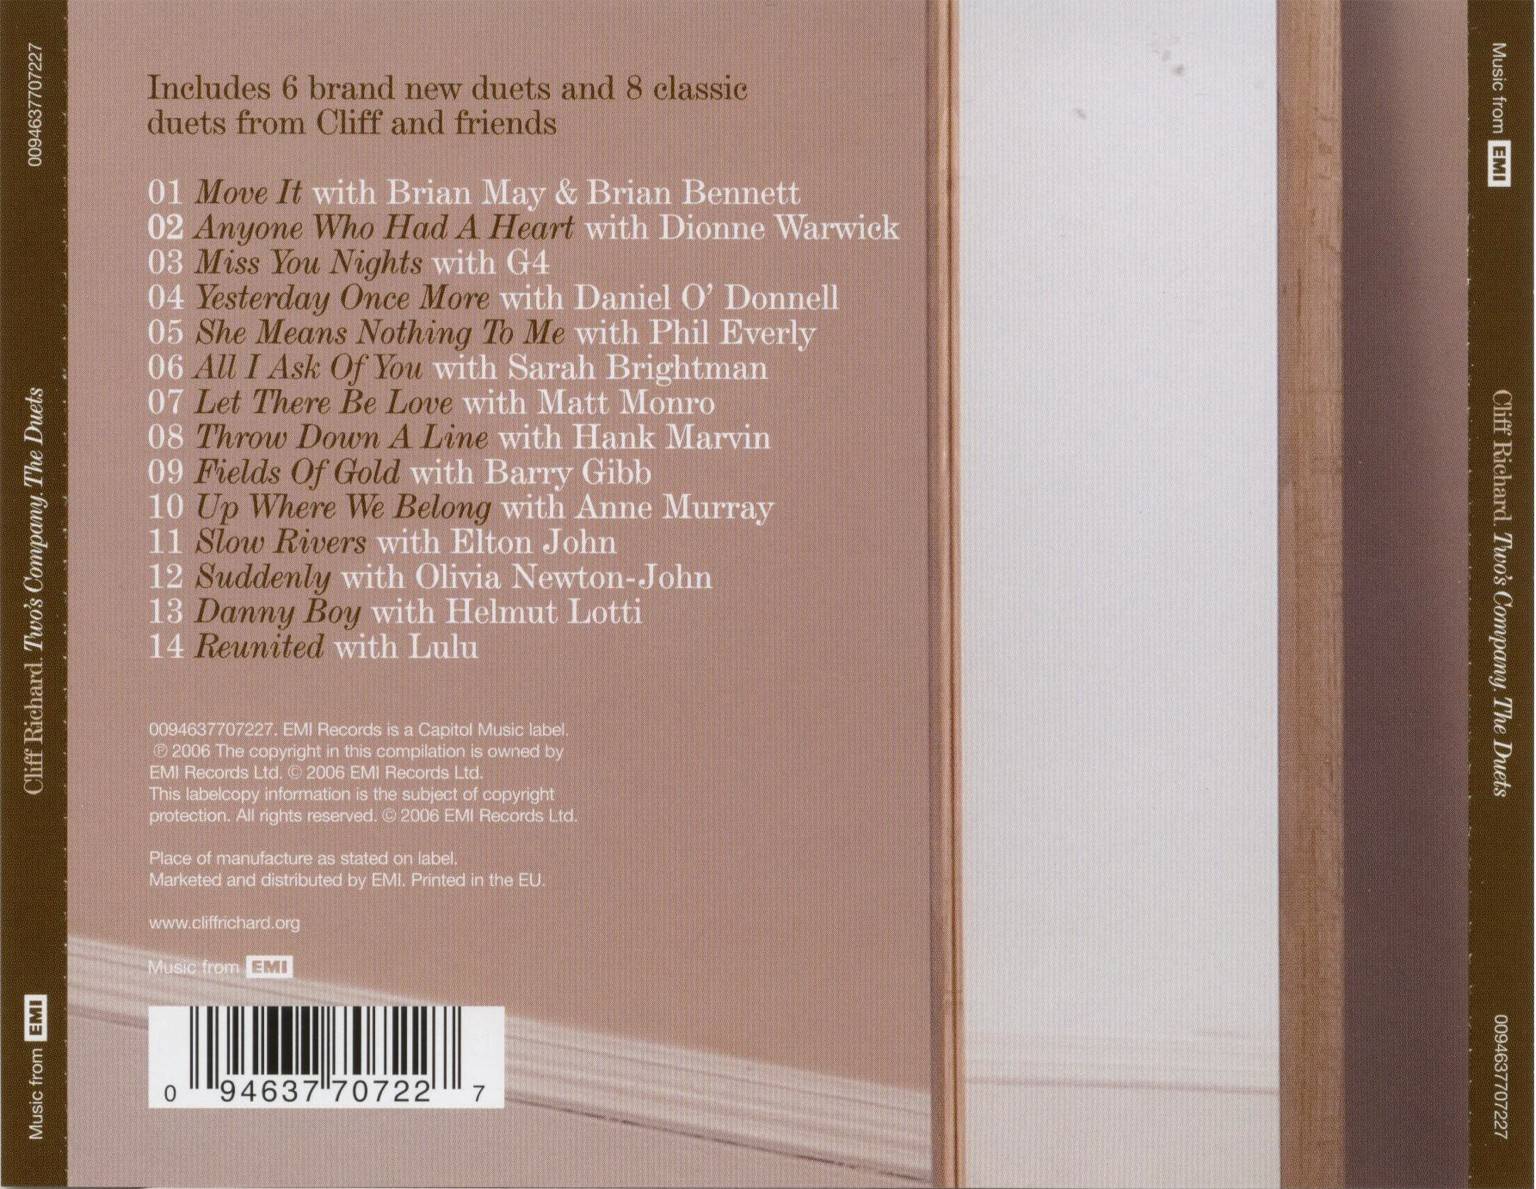 0094637707227
Cliff Richard. Two's Company. The Duets
Music from EMI
Includes 6 brand new duets and 8 classic
duets from Cliff and friends
01 Move It with Brian May & Brian Bennett
02 Anyone Who Had A Heart with Dionne Warwick
03 Miss You Nights with G4
04 Yesterday Once More with Daniel O' Donnell
05 She Means Nothing To Me with Phil Everly
06 All I Ask Of You with Sarah Brightman
07 Let There Be Love with Matt Monro
08 Throw Down A Line with Hank Marvin
09 Fields Of Gold with Barry Gibb
10 Up Where We Belong with Anne Murray
11 Slow Rivers with Elton John
12 Suddenly with Olivia Newton-John
13 Danny Boy with Helmut Lotti
14 Reunited with Lulu
0094637707227. EMI Records is a Capitol Music label.
℗ 2006 The copyright in this compilation is owned by
EMI Records Ltd. © 2006 EMI Records Ltd.
This labelcopy information is the subject of copyright
protection. All rights reserved. © 2006 EMI Records Ltd.
Place of manufacture as stated on label.
Marketed and distributed by EMI. Printed in the EU.
www.cliffrichard.org
Music from EMI
0 94637 70722 7
Music from EMI
Cliff Richard. Two's Company. The Duets
0094637707227